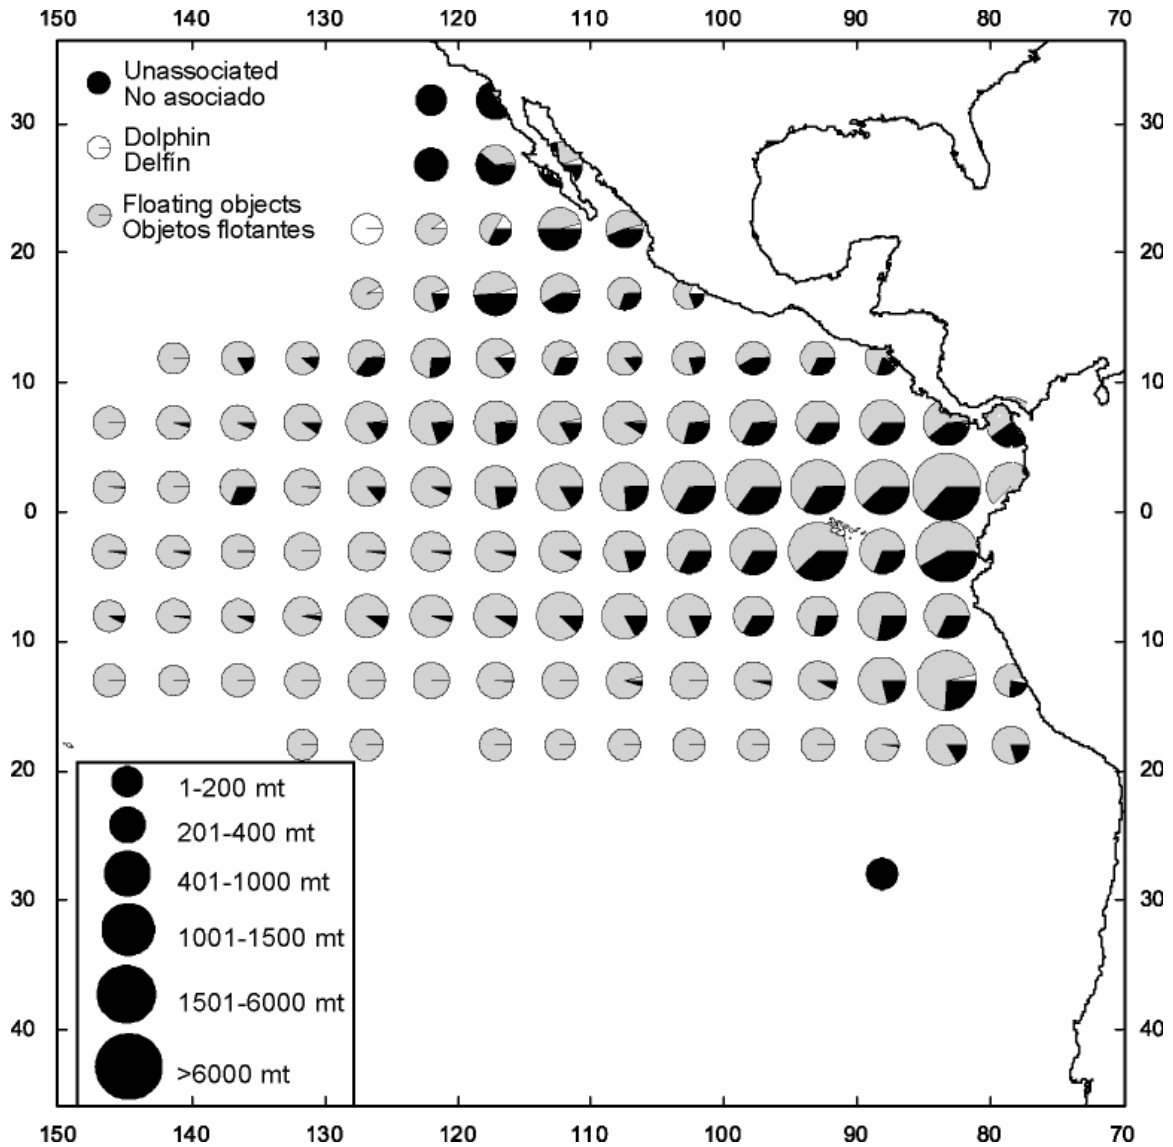 150 140 130 120 110 100 90 80 70
Unassociated
No asociado
30 30
Dolphin
Delfín
Floating objects
Objetos flotantes
20 20
10 10
0 0
10 10
20 20
1-200 mt
201-400 mt
401-1000 mt
30 30
1001-1500 mt
1501-6000 mt
40 40
>6000 mt
150 140 130 120 110 100 90 80 70